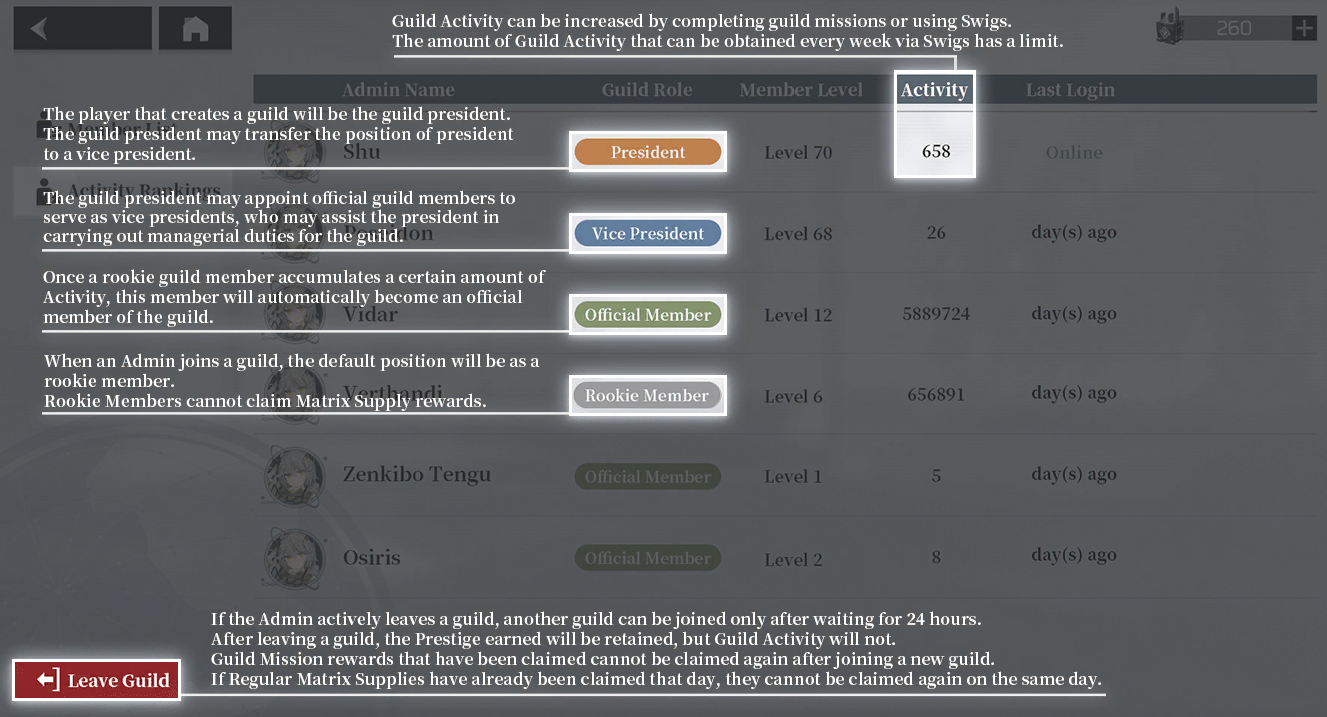 Guild Activity can be increased by completing guild missions or using Swigs.
The amount of Guild Activity that can be obtained every week via Swigs has a limit.
260
Admin Name Guild Role Member Level Activity Last Login
The player that creates a guild will be the guild president.
The guild president may transfer the position of president
to a vice president.
Member List
Shu President Level 70 658 Online
Activity Rankings
The guild president may appoint official guild members to
serve as vice presidents, who may assist the president in
carrying out managerial duties for the guild.
Poseidon Vice President Level 68 26 day(s) ago
Once a rookie guild member accumulates a certain amount of
Activity, this member will automatically become an official
member of the guild.
Vidar Official Member Level 12 5889724 day(s) ago
When an Admin joins a guild, the default position will be as a
rookie member.
Rookie Members cannot claim Matrix Supply rewards.
Verthandi Rookie Member Level 6 656891 day(s) ago
Zenkibo Tengu Official Member Level 1 5 day(s) ago
Osiris Official Member Level 2 8 day(s) ago
If the Admin actively leaves a guild, another guild can be joined only after waiting for 24 hours.
After leaving a guild, the Prestige earned will be retained, but Guild Activity will not.
Guild Mission rewards that have been claimed cannot be claimed again after joining a new guild.
If Regular Matrix Supplies have already been claimed that day, they cannot be claimed again on the same day.
Leave Guild